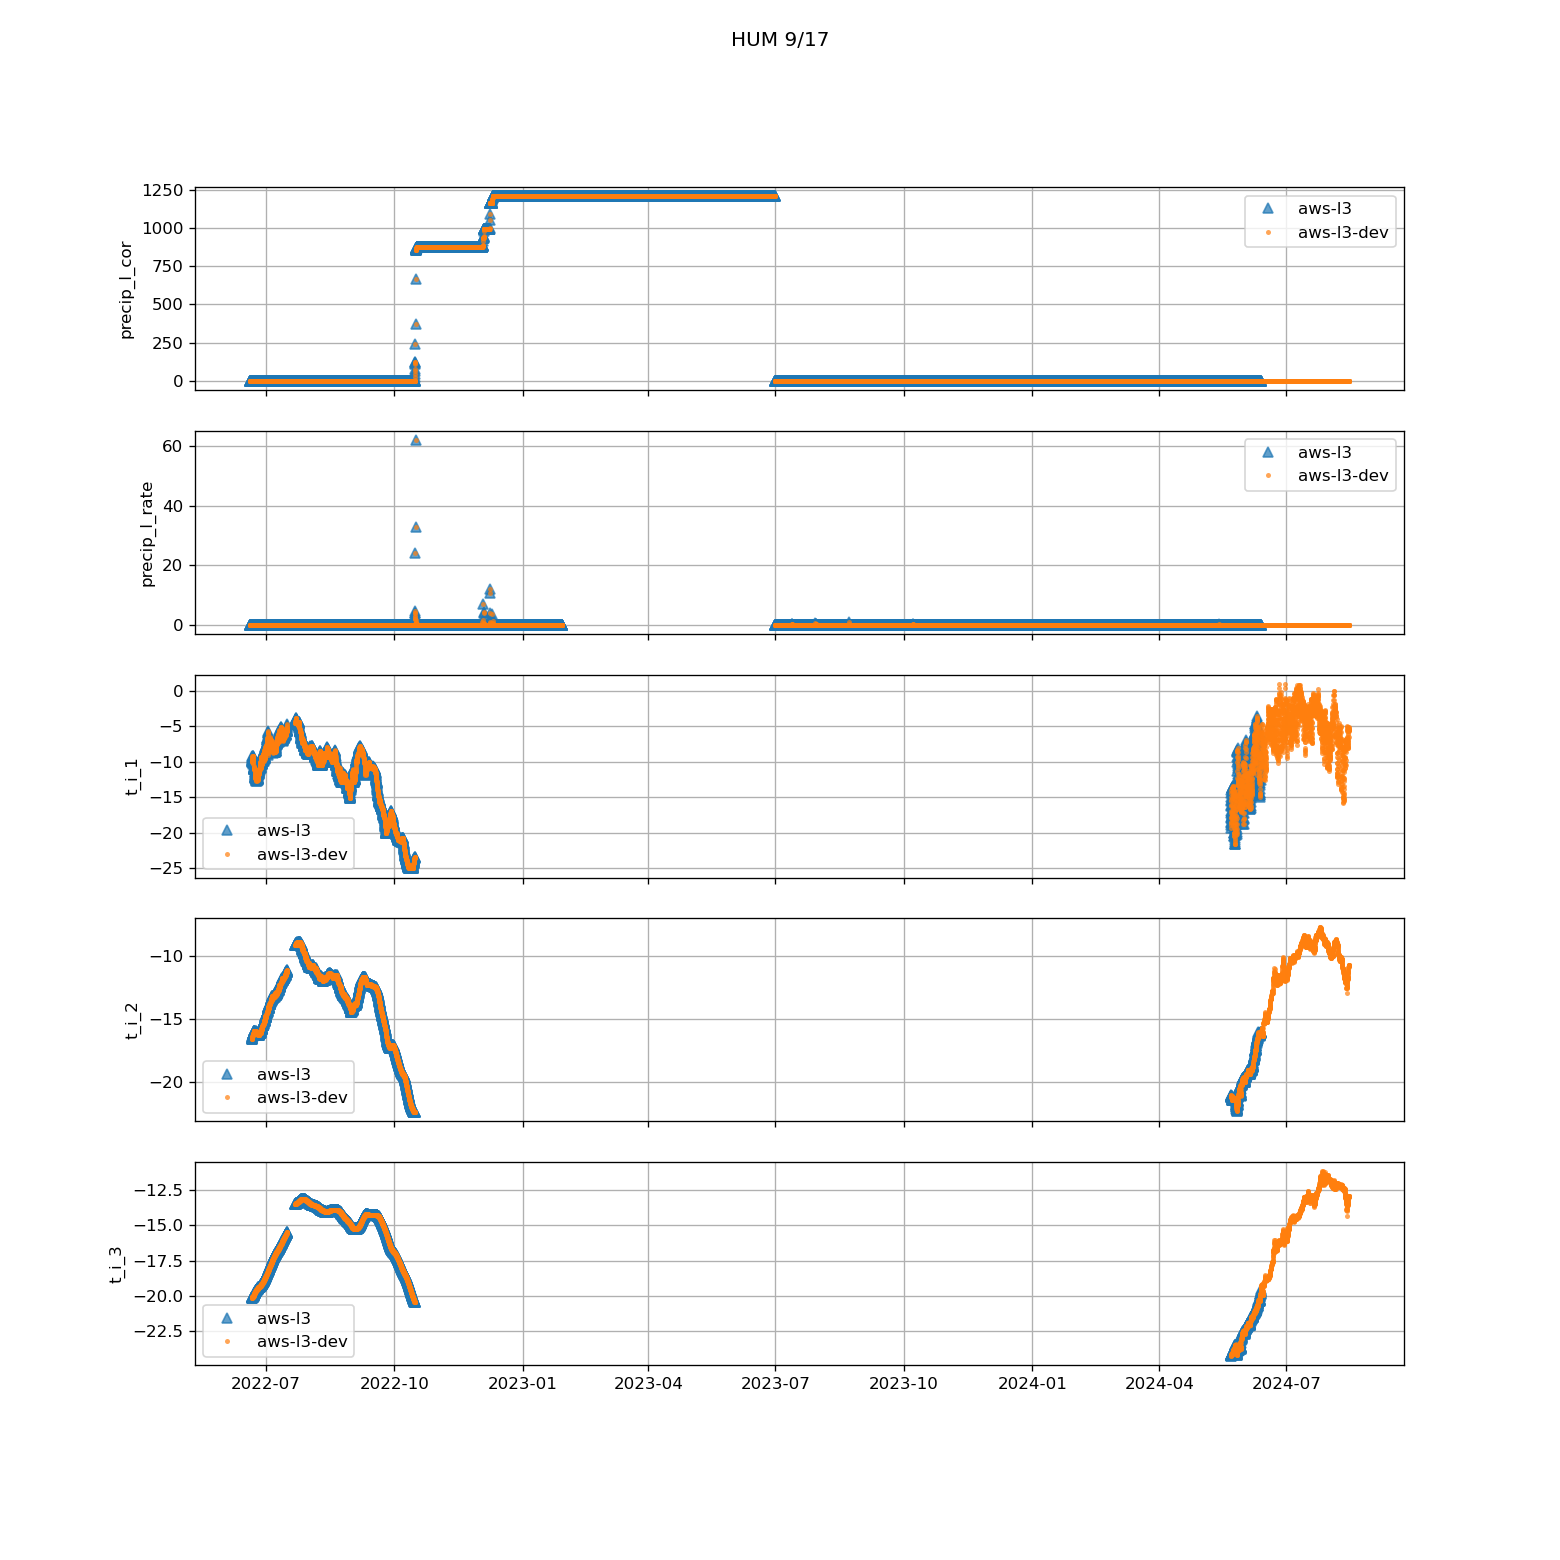 HUM 9/17
1250
1000
750
500
250
0
precip_l_cor
aws-l3
aws-l3-dev
60
40
20
0
precip_l_rate
aws-l3
aws-l3-dev
0
−5
−10
−15
−20
−25
t_i_1
aws-l3
aws-l3-dev
−10
−15
−20
t_i_2
aws-l3
aws-l3-dev
−12.5
−15.0
−17.5
−20.0
−22.5
t_i_3
aws-l3
aws-l3-dev
2022-07 2022-10 2023-01 2023-04 2023-07 2023-10 2024-01 2024-04 2024-07